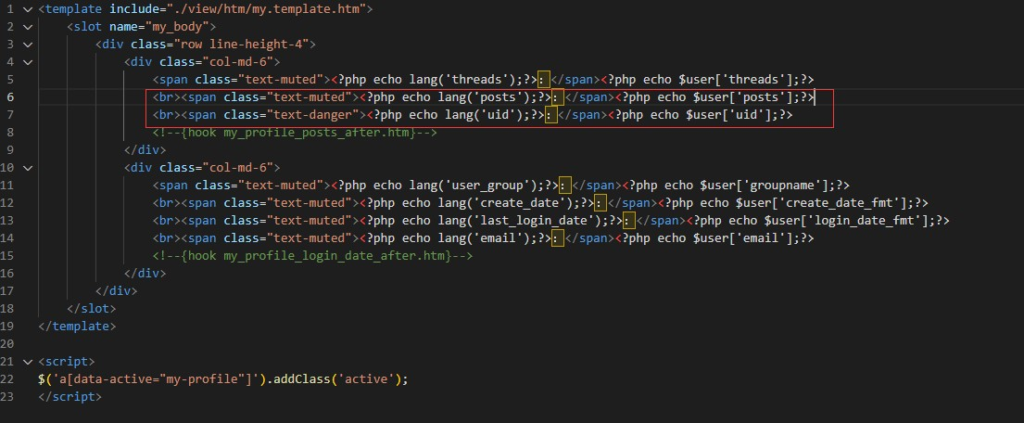 1 <template include="./view/htm/my.template.htm">
2 <slot name="my_body">
3 <div class="row line-height-4">
4 <div class="col-md-6">
5 <span class="text-muted"><?php echo lang('threads');?>：</span><?php echo $user['threads'];?>
6 <br><span class="text-muted"><?php echo lang('posts');?>：</span><?php echo $user['posts'];?>
7 <br><span class="text-danger"><?php echo lang('uid');?>：</span><?php echo $user['uid'];?>
8 <!--{hook my_profile_posts_after.htm}-->
9 </div>
10 <div class="col-md-6">
11 <span class="text-muted"><?php echo lang('user_group');?>：</span><?php echo $user['groupname'];?>
12 <br><span class="text-muted"><?php echo lang('create_date');?>：</span><?php echo $user['create_date_fmt'];?>
13 <br><span class="text-muted"><?php echo lang('last_login_date');?>：</span><?php echo $user['login_date_fmt'];?>
14 <br><span class="text-muted"><?php echo lang('email');?>：</span><?php echo $user['email'];?>
15 <!--{hook my_profile_login_date_after.htm}-->
16 </div>
17 </div>
18 </slot>
19 </template>
20
21 <script>
22 $('a[data-active="my-profile"]').addClass('active');
23 </script>